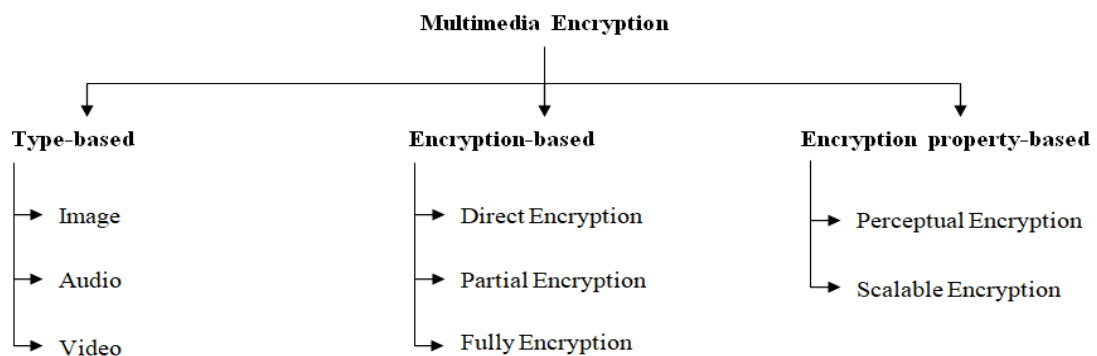 Multimedia Encryption
Type-based
Encryption-based
Encryption property-based
Image
Direct Encryption
Perceptual Encryption
Audio
Partial Encryption
Scalable Encryption
Video
Fully Encryption